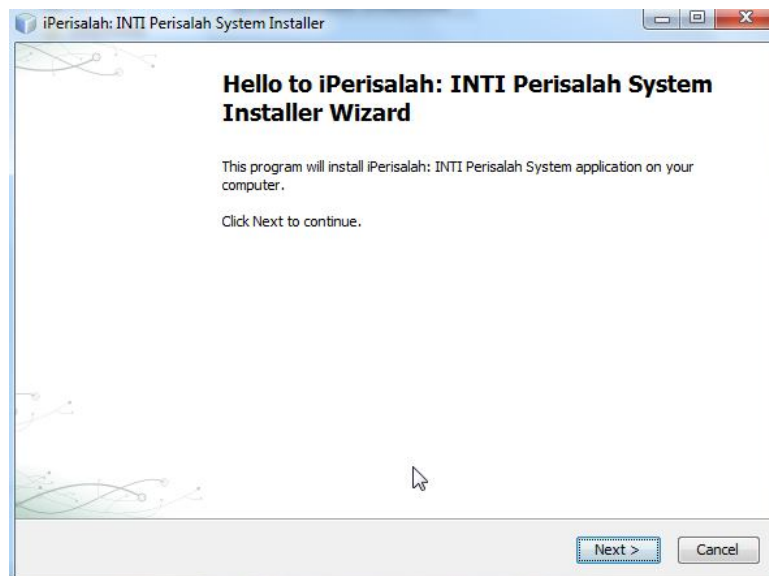 iPerisalah: INTI Perisalah System Installer
Hello to iPerisalah: INTI Perisalah System
Installer Wizard
This program will install iPerisalah: INTI Perisalah System application on your
computer.
Click Next to continue.
Next >
Cancel